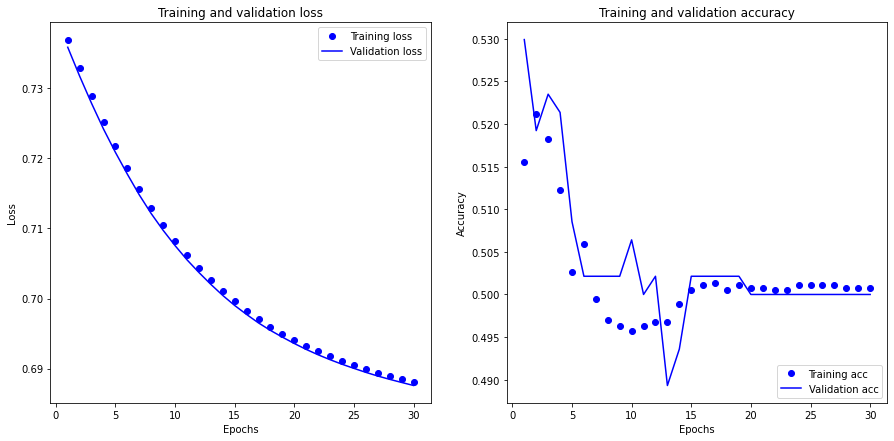 Training and validation loss
Training loss
Validation loss
0.73
0.72
0.71
0.70
0.69
Loss
0
5
10
15
20
25
30
Epochs
Training and validation accuracy
0.530
0.525
0.520
0.515
0.510
0.505
0.500
0.495
0.490
Accuracy
Training acc
Validation acc
0
5
10
15
20
25
30
Epochs